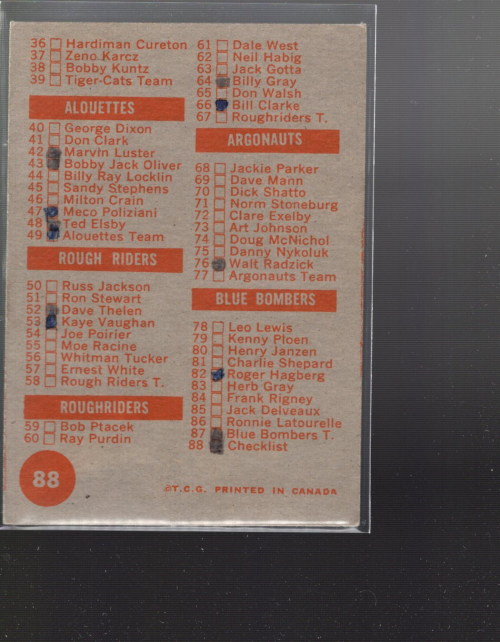 36 Hardiman Cureton
37 Zeno Karcz
38 Bobby Kuntz
39 Tiger-Cats Team
ALOUETTES
40 George Dixon
41 Don Clark
42 Marvin Luster
43 Bobby Jack Oliver
44 Billy Ray Locklin
45 Sandy Stephens
46 Milton Crain
47 Meco Poliziani
48 Ted Elsby
49 Alouettes Team
ROUGH RIDERS
50 Russ Jackson
51 Ron Stewart
52 Dave Thelen
53 Kaye Vaughan
54 Joe Poirier
55 Moe Racine
56 Whitman Tucker
57 Ernest White
58 Rough Riders T.
ROUGHRIDERS
59 Bob Ptacek
60 Ray Purdin
61 Dale West
62 Neil Habig
63 Jack Gotta
64 Billy Gray
65 Don Walsh
66 Bill Clarke
67 Roughriders T.
ARGONAUTS
68 Jackie Parker
69 Dave Mann
70 Dick Shatto
71 Norm Stoneburg
72 Clare Exelby
73 Art Johnson
74 Doug McNichol
75 Danny Nykoluk
76 Walt Radzick
77 Argonauts Team
BLUE BOMBERS
78 Leo Lewis
79 Kenny Ploen
80 Henry Janzen
81 Charlie Shepard
82 Roger Hagberg
83 Herb Gray
84 Frank Rigney
85 Jack Delveaux
86 Ronnie Latourelle
87 Blue Bombers T.
88 Checklist
88
©T.C.G. PRINTED IN CANADA